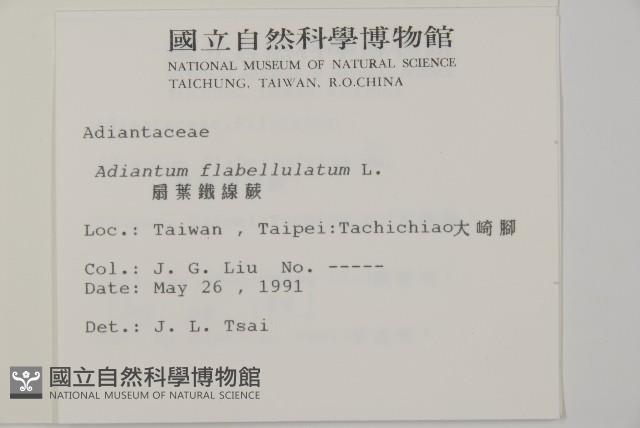 國立自然科學博物館
NATIONAL MUSEUM OF NATURAL SCIENCE
TAICHUNG, TAIWAN, R.O.CHINA
Adiantaceae
Adiantum flabellulatum L.
扇葉鐵線蕨
Loc.: Taiwan , Taipei:Tachichiao大崎腳
Col.: J. G. Liu No. -----
Date: May 26 , 1991
Det.: J. L. Tsai
國立自然科學博物館
NATIONAL MUSEUM OF NATURAL SCIENCE